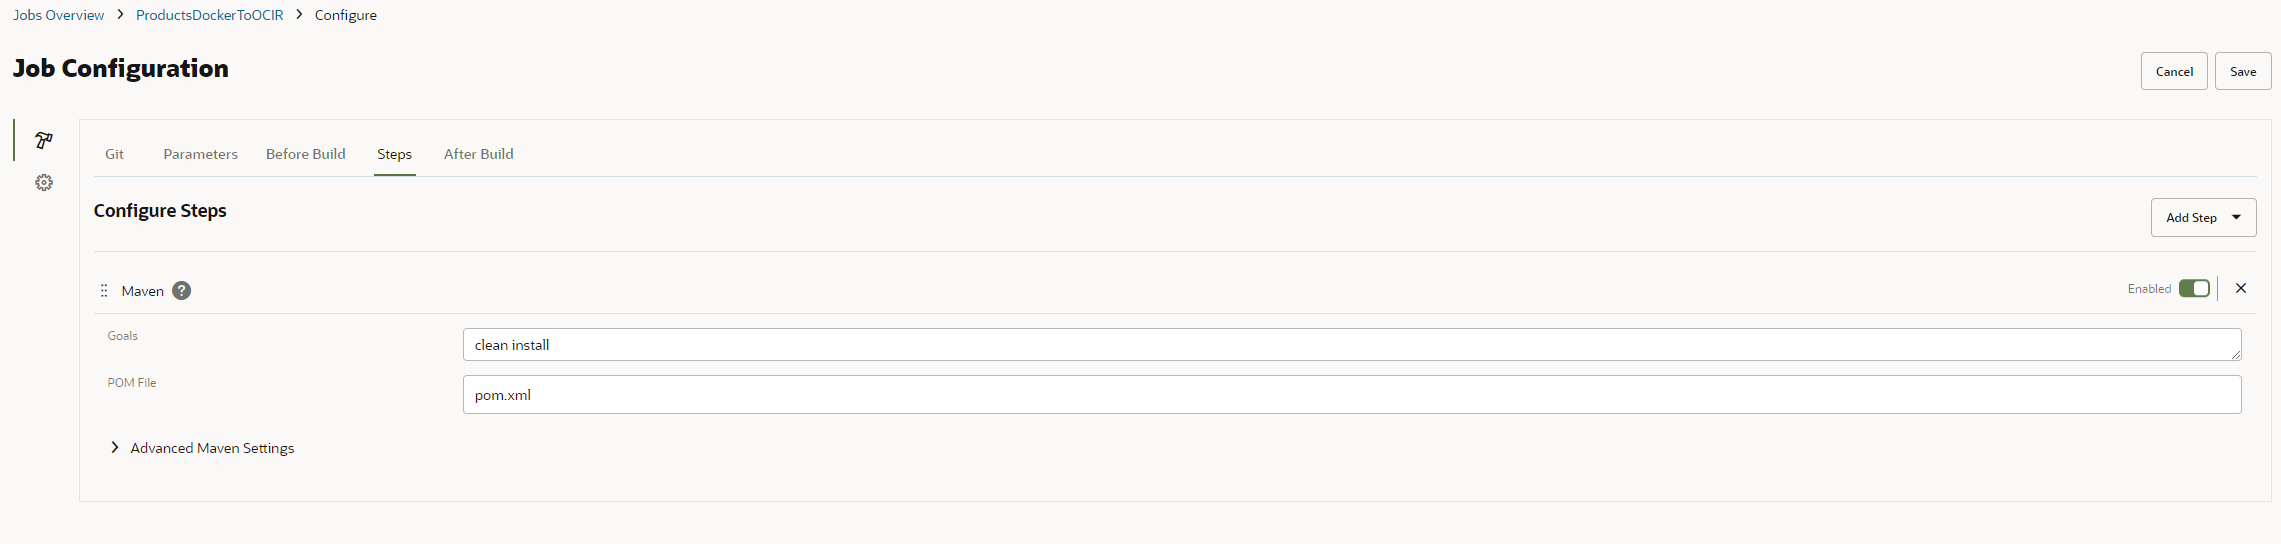 Jobs Overview > ProductsDockerToOCIR > Configure
Job Configuration
Cancel Save
Git Parameters Before Build Steps After Build
Configure Steps
Add Step
Maven ?
Enabled
Goals
clean install
POM File
pom.xml
Advanced Maven Settings